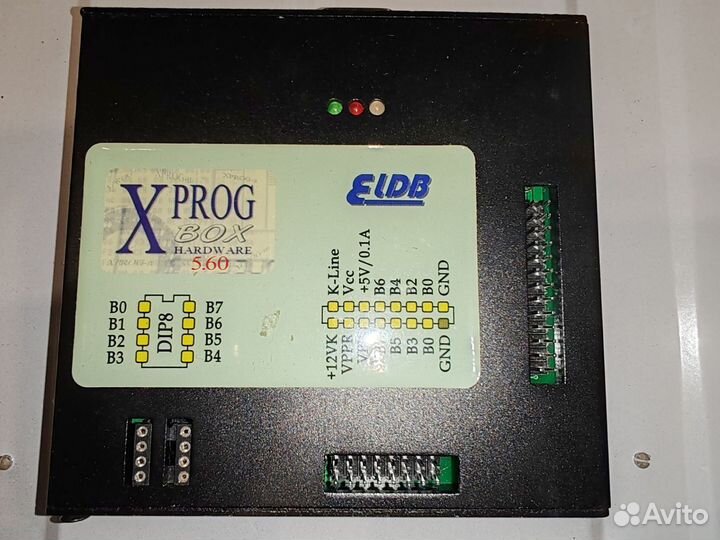 XPROG
BOX
HARDWARE
5.60
ElDB
K-Line
Vcc
+5V/0.1A
B6
B4
B2
B0
GND
+12VK
VPPR
B5
B3
B0
GND
B0
B1
B2
B3
DIP8
B7
B6
B5
B4
Avito